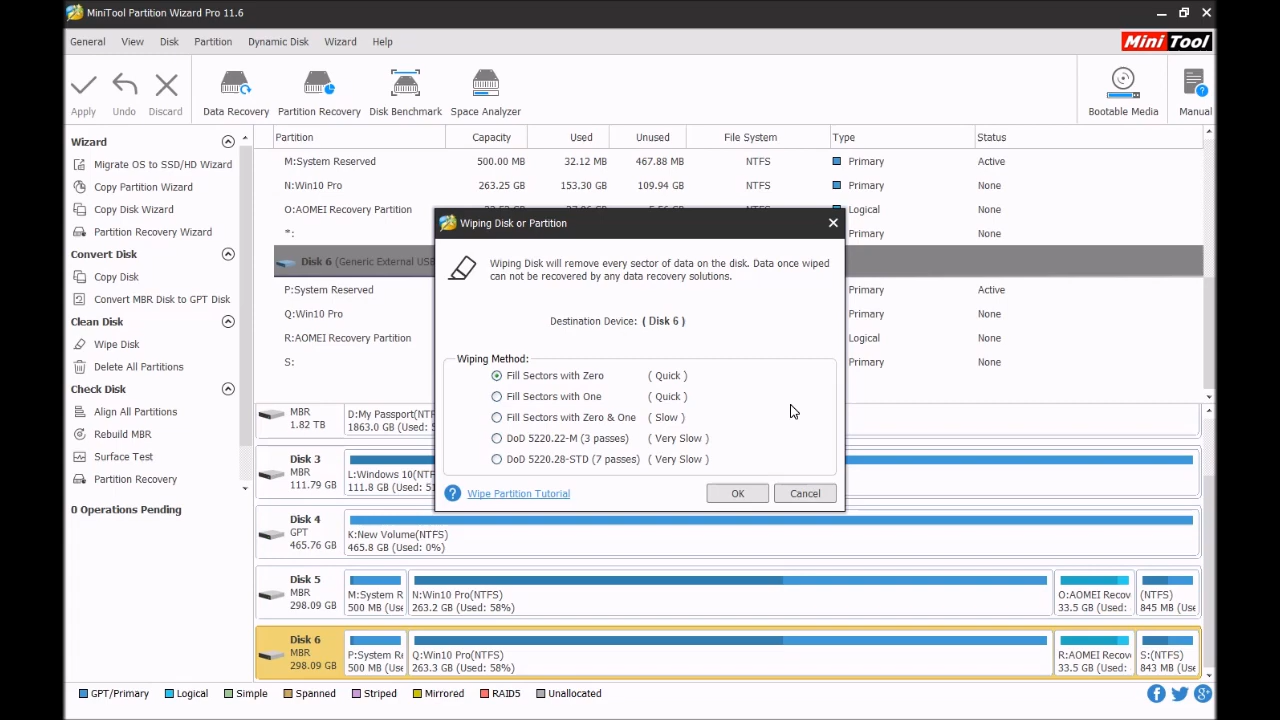 MiniTool Partition Wizard Pro 11.6
General View Disk Partition Dynamic Disk Wizard Help
Mini Tool
Apply Undo Discard Data Recovery Partition Recovery Disk Benchmark Space Analyzer Bootable Media Manual
Wizard
Migrate OS to SSD/HD Wizard
Copy Partition Wizard
Copy Disk Wizard
Partition Recovery Wizard
Convert Disk
Copy Disk
Convert MBR Disk to GPT Disk
Clean Disk
Wipe Disk
Delete All Partitions
Check Disk
Align All Partitions
Rebuild MBR
Surface Test
Partition Recovery
0 Operations Pending
Partition Capacity Used Unused File System Type Status
M:System Reserved 500.00 MB 32.12 MB 467.88 MB NTFS Primary Active
N:Win10 Pro 263.25 GB 153.30 GB 109.94 GB NTFS Primary None
O:AOMEI Recovery Partition Logical None
*: Primary None
Disk 6 (Generic External USB
P:System Reserved Primary Active
Q:Win10 Pro Primary None
R:AOMEI Recovery Partition Logical None
S: Primary None
Wiping Disk or Partition
Wiping Disk will remove every sector of data on the disk. Data once wiped
can not be recovered by any data recovery solutions.
Destination Device: ( Disk 6 )
Wiping Method:
Fill Sectors with Zero ( Quick )
Fill Sectors with One ( Quick )
Fill Sectors with Zero & One ( Slow )
DoD 5220.22-M (3 passes) ( Very Slow )
DoD 5220.28-STD (7 passes) ( Very Slow )
Wipe Partition Tutorial OK Cancel
MBR
1.82 TB
D:My Passport(NTF
1863.0 GB (Used:
Disk 3
MBR
111.79 GB
L:Windows 10(NTF
111.8 GB (Used: 5
Disk 4
GPT
465.76 GB
K:New Volume(NTFS)
465.8 GB (Used: 0%)
Disk 5
MBR
298.09 GB
M:System R
500 MB (Use
N:Win10 Pro(NTFS)
263.2 GB (Used: 58%)
O:AOMEI Recov
33.5 GB (Used:
(NTFS)
845 MB (Use
Disk 6
MBR
298.09 GB
P:System Re
500 MB (Use
Q:Win10 Pro(NTFS)
263.3 GB (Used: 58%)
R:AOMEI Recov
33.5 GB (Used:
S:(NTFS)
843 MB (Use
GPT/Primary Logical Simple Spanned Striped Mirrored RAID5 Unallocated